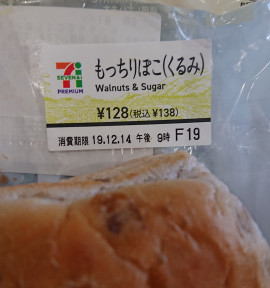 もっちりぽこ(くるみ)
7
SEVEN&i
PREMIUM
Walnuts & Sugar
¥128(税込 ¥138)
消費期限 19.12.14 午後 9時 F19